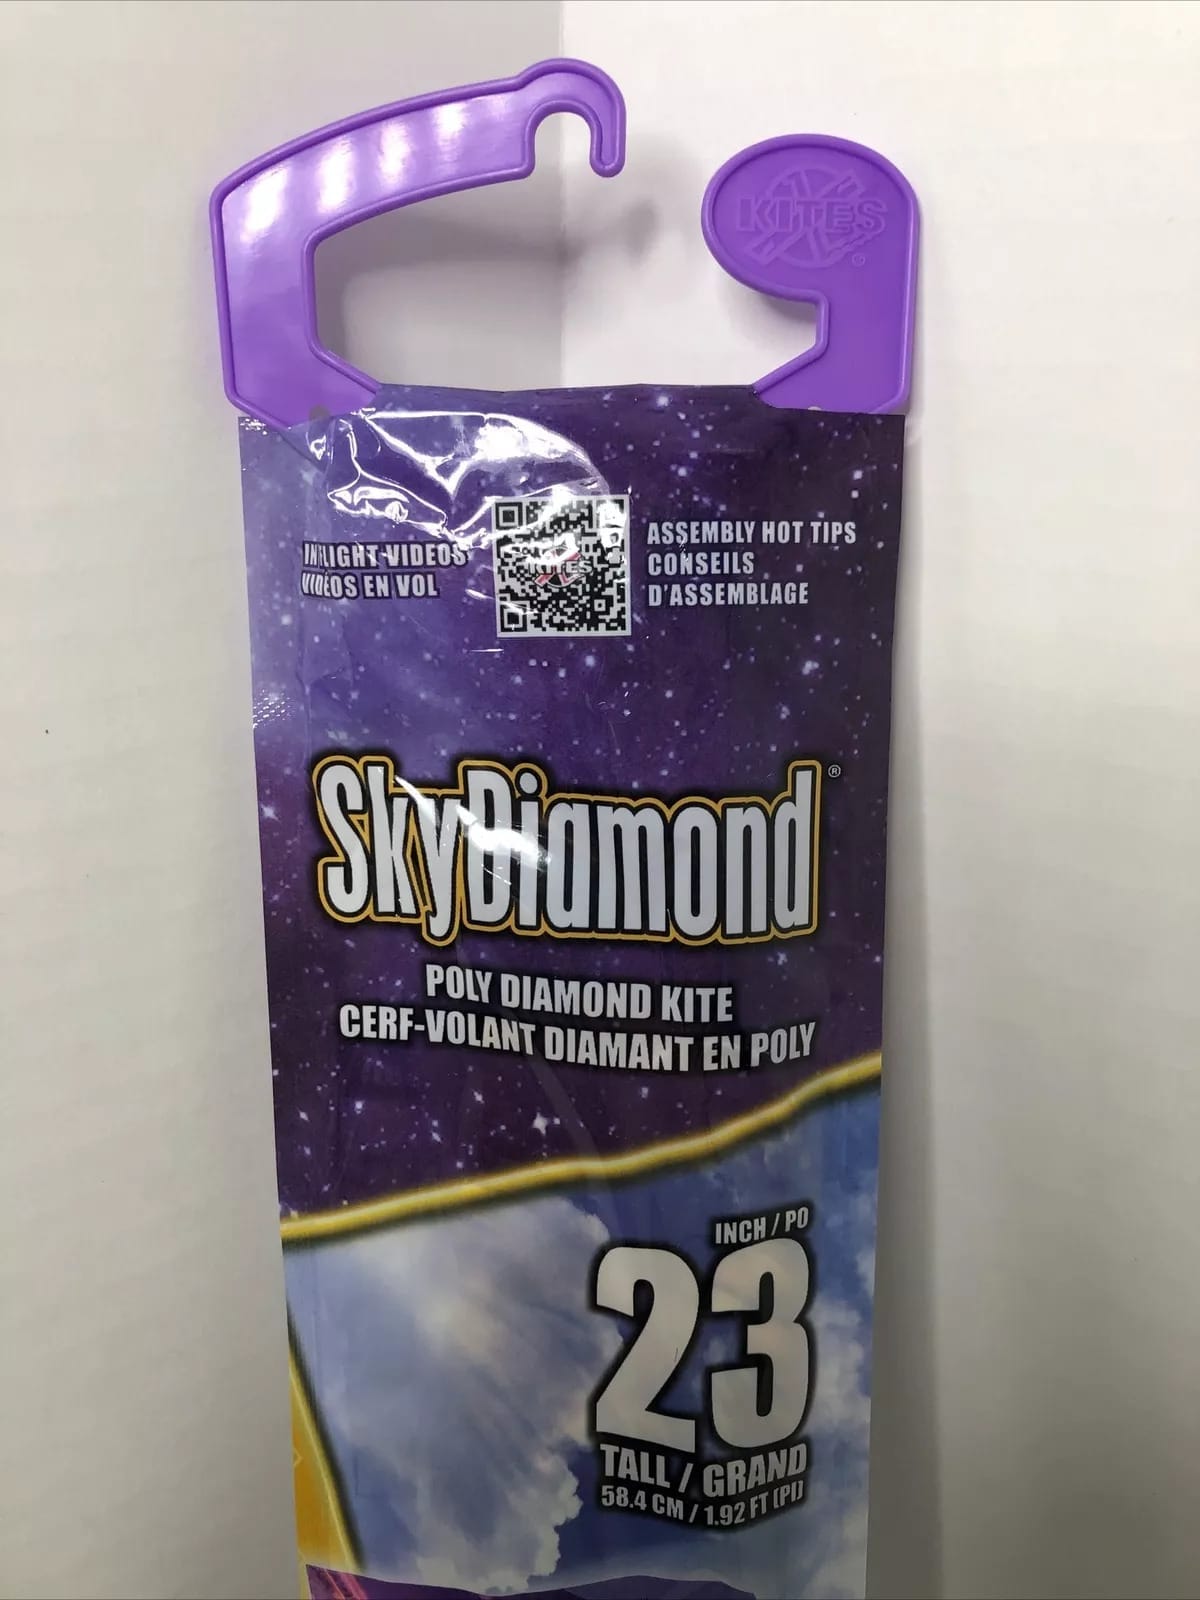 KITES
®
INFLIGHT VIDEOS
VIDÉOS EN VOL
KITES
ASSEMBLY HOT TIPS
CONSEILS
D'ASSEMBLAGE
SkyDiamond®
POLY DIAMOND KITE
CERF-VOLANT DIAMANT EN POLY
INCH / PO
23
TALL / GRAND
58.4 CM / 1.92 FT (PI)